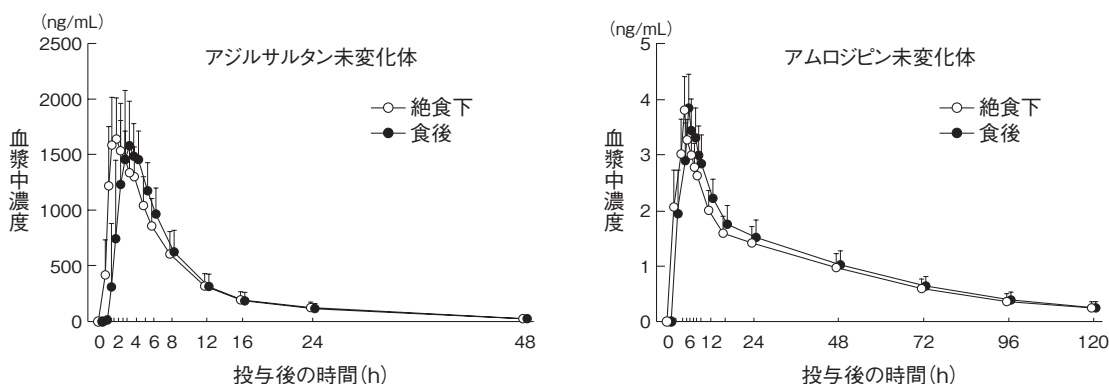 (ng/mL)
アジルサルタン未変化体
絶食下
食後
血漿中濃度
2500
2000
1500
1000
500
0
0 2 4 6 8 12 16 24 48
投与後の時間(h)
(ng/mL)
アムロジピン未変化体
絶食下
食後
血漿中濃度
5
4
3
2
1
0
0 6 12 24 48 72 96 120
投与後の時間(h)